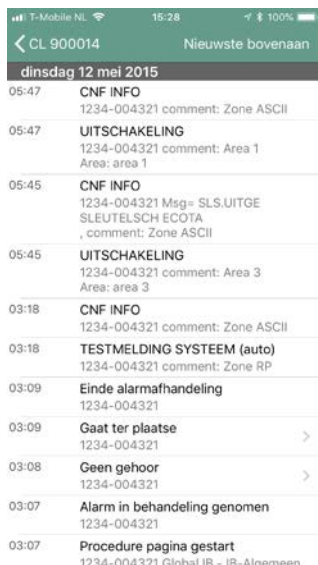 T-Mobile NL 15:28 100%
CL 900014 Nieuwste bovenaan
dinsdag 12 mei 2015
05:47 CNF INFO
1234-004321 comment: Zone ASCII
05:47 UITSCHAKELING
1234-004321 comment: Area 1
Area: area 1
05:45 CNF INFO
1234-004321 Msg= SLS.UITGE
SLEUTELSCH ECOTA
, comment: Zone ASCII
05:45 UITSCHAKELING
1234-004321 comment: Area 3
Area: area 3
03:18 CNF INFO
1234-004321 comment: Zone ASCII
03:18 TESTMELDING SYSTEEM (auto)
1234-004321 comment: Zone RP
03:09 Einde alarmafhandeling
1234-004321
03:09 Gaat ter plaatse
1234-004321
03:08 Geen gehoor
1234-004321
03:07 Alarm in behandeling genomen
1234-004321
03:07 Procedure pagina gestart
1234-004321 Global IB - IB-Algemeen